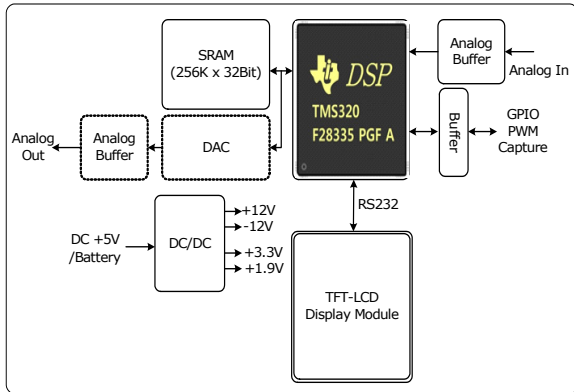 SRAM
(256K x 32Bit)
DSP
TMS320
F28335 PGF A
Analog
Buffer
Analog In
Analog
Out
Analog
Buffer
DAC
Buffer
GPIO
PWM
Capture
RS232
DC +5V
/Battery
DC/DC
+12V
-12V
+3.3V
+1.9V
TFT-LCD
Display Module